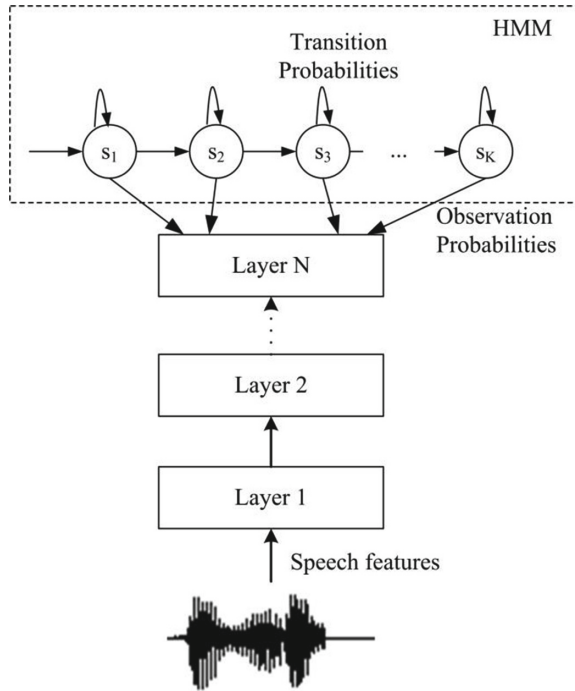 HMM
Transition
Probabilities
s1 s2 s3 ... sK
Observation
Probabilities
Layer N
Layer 2
Layer 1
Speech features